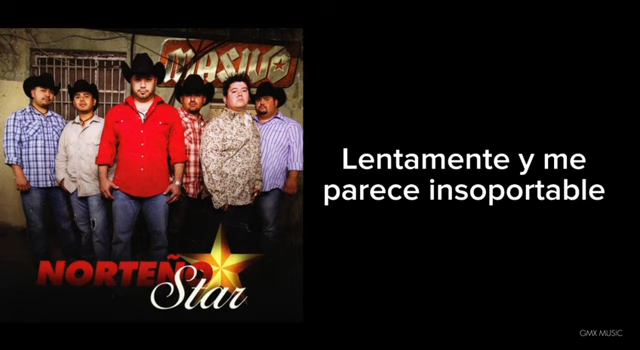 MASIVO
NORTEÑO
Star
Lentamente y me
parece insoportable
GMX MUSIC